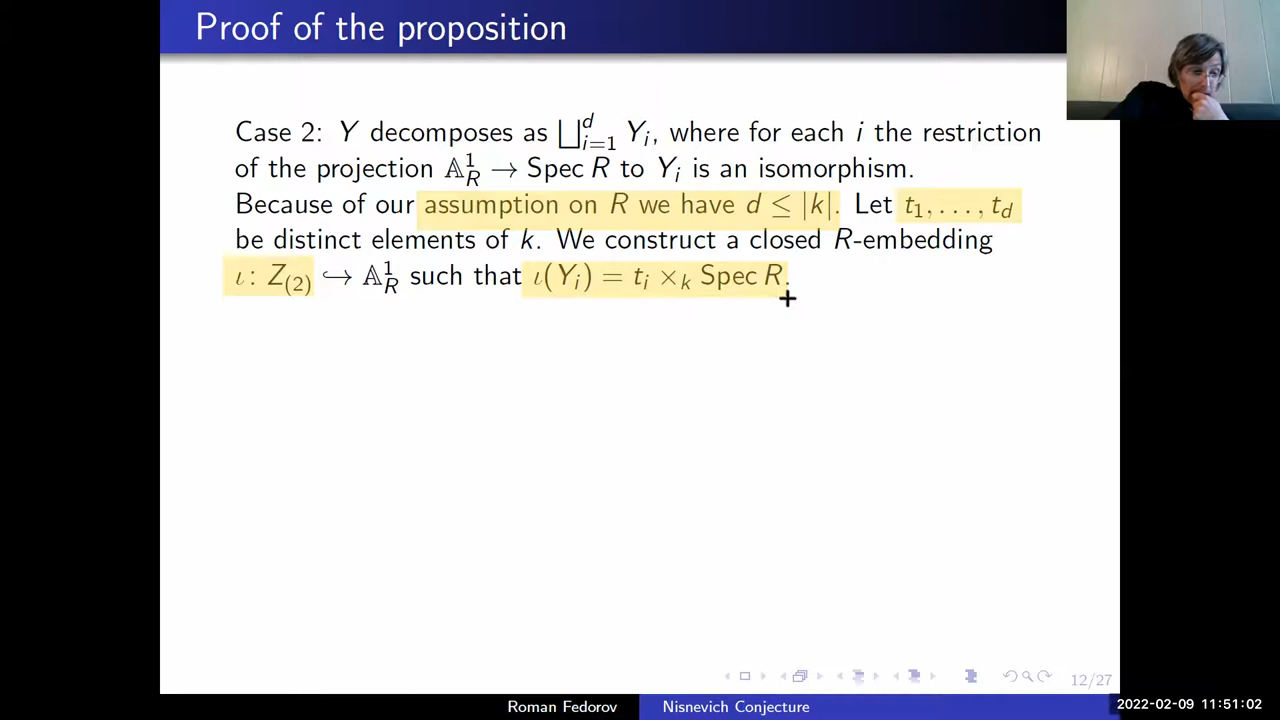 Proof of the proposition
Case 2: Y decomposes as ⨆_{i=1}^{d} Y_i, where for each i the restriction
of the projection 𝔸^1_R → Spec R to Y_i is an isomorphism.
Because of our assumption on R we have d ≤ |k|. Let t_1, …, t_d
be distinct elements of k. We construct a closed R-embedding
ι: Z_{(2)} ↪ 𝔸^1_R such that ι(Y_i) = t_i ×_k Spec R.
12/27
Roman Fedorov Nisnevich Conjecture
2022-02-09 11:51:02